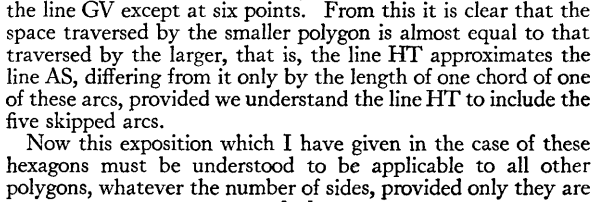 the line GV except at six points. From this it is clear that the
space traversed by the smaller polygon is almost equal to that
traversed by the larger, that is, the line HT approximates the
line AS, differing from it only by the length of one chord of one
of these arcs, provided we understand the line HT to include the
five skipped arcs.
Now this exposition which I have given in the case of these
hexagons must be understood to be applicable to all other
polygons, whatever the number of sides, provided only they are